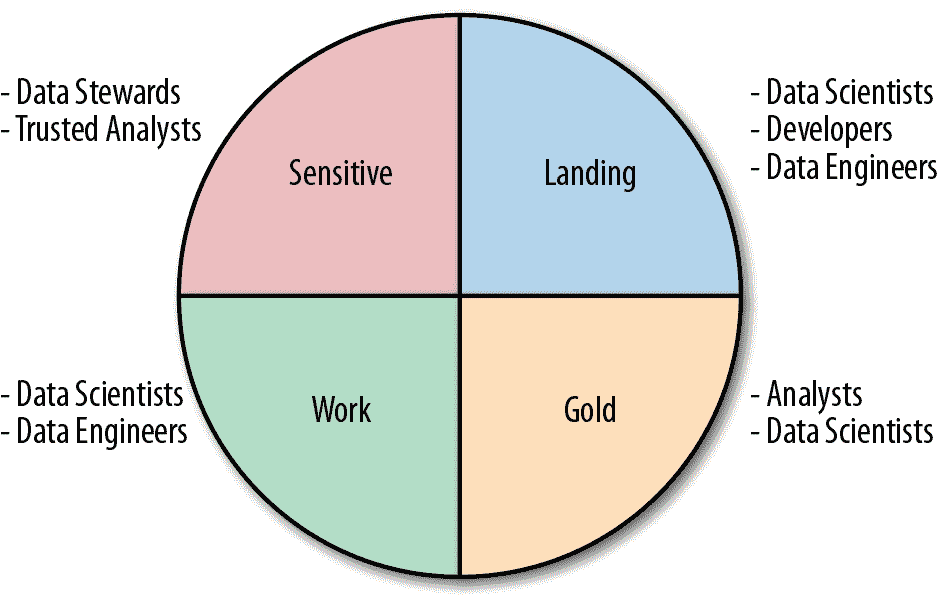 - Data Stewards
- Trusted Analysts
Sensitive
Landing
- Data Scientists
- Developers
- Data Engineers
- Data Scientists
- Data Engineers
Work
Gold
- Analysts
- Data Scientists